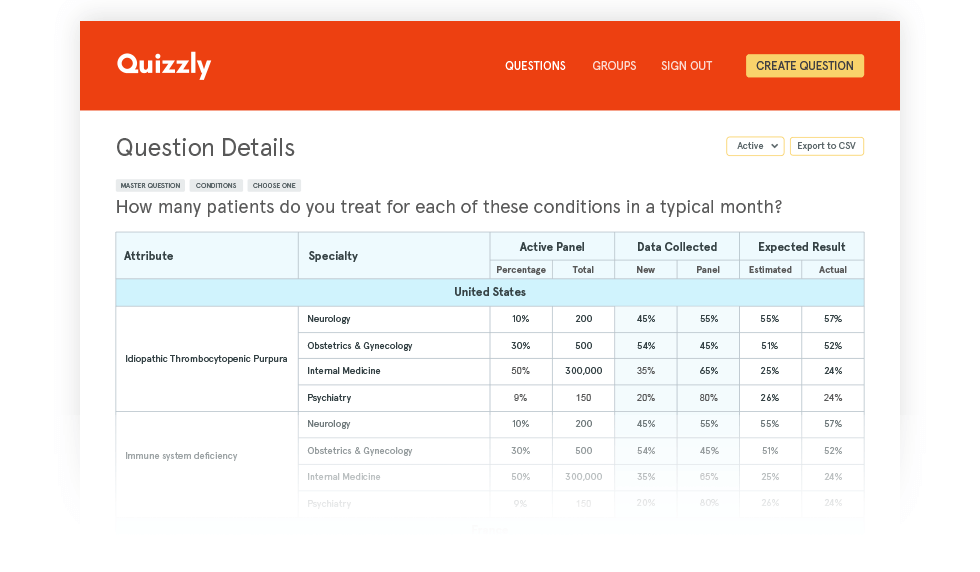 Quizzly
QUESTIONS GROUPS SIGN OUT CREATE QUESTION
Question Details
Active Export to CSV
MASTER QUESTION CONDITIONS CHOOSE ONE
How many patients do you treat for each of these conditions in a typical month?
Attribute Specialty Active Panel Data Collected Expected Result
Percentage Total New Panel Estimated Actual
United States
Neurology 10% 200 45% 55% 55% 57%
Obstetrics & Gynecology 30% 500 54% 45% 51% 52%
Idiopathic Thrombocytopenic Purpura
Internal Medicine 50% 300,000 35% 65% 25% 24%
Psychiatry 9% 150 20% 80% 26% 24%
Neurology 10% 200 45% 55% 55% 57%
Obstetrics & Gynecology 30% 500 54% 45% 51% 52%
Immune system deficiency
Internal Medicine 50% 300,000 35% 65% 25% 24%
Psychiatry 9% 150 20% 80% 26% 24%